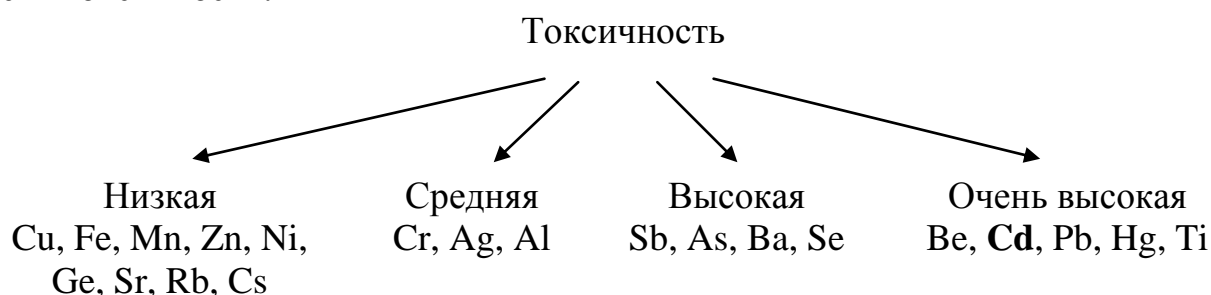 Токсичность
Низкая
Cu, Fe, Mn, Zn, Ni,
Ge, Sr, Rb, Cs
Средняя
Cr, Ag, Al
Высокая
Sb, As, Ba, Se
Очень высокая
Be, Cd, Pb, Hg, Ti